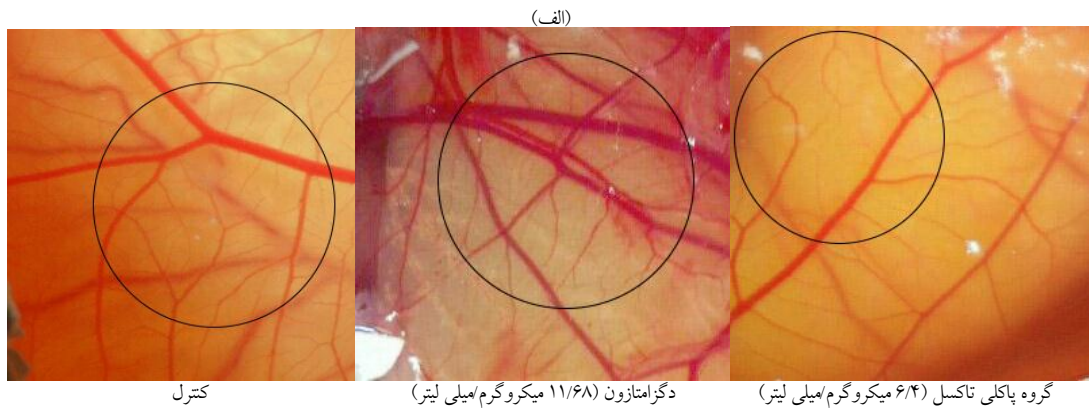 (الف)
گروه پاکلی تاکسل (۶/۴ میکروگرم/میلی لیتر)
دگزامتازون (۱۱/۶۸ میکروگرم/میلی لیتر)
کنترل